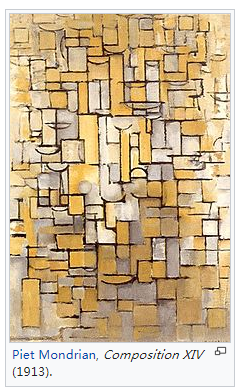 Piet Mondrian, Composition XIV
(1913).